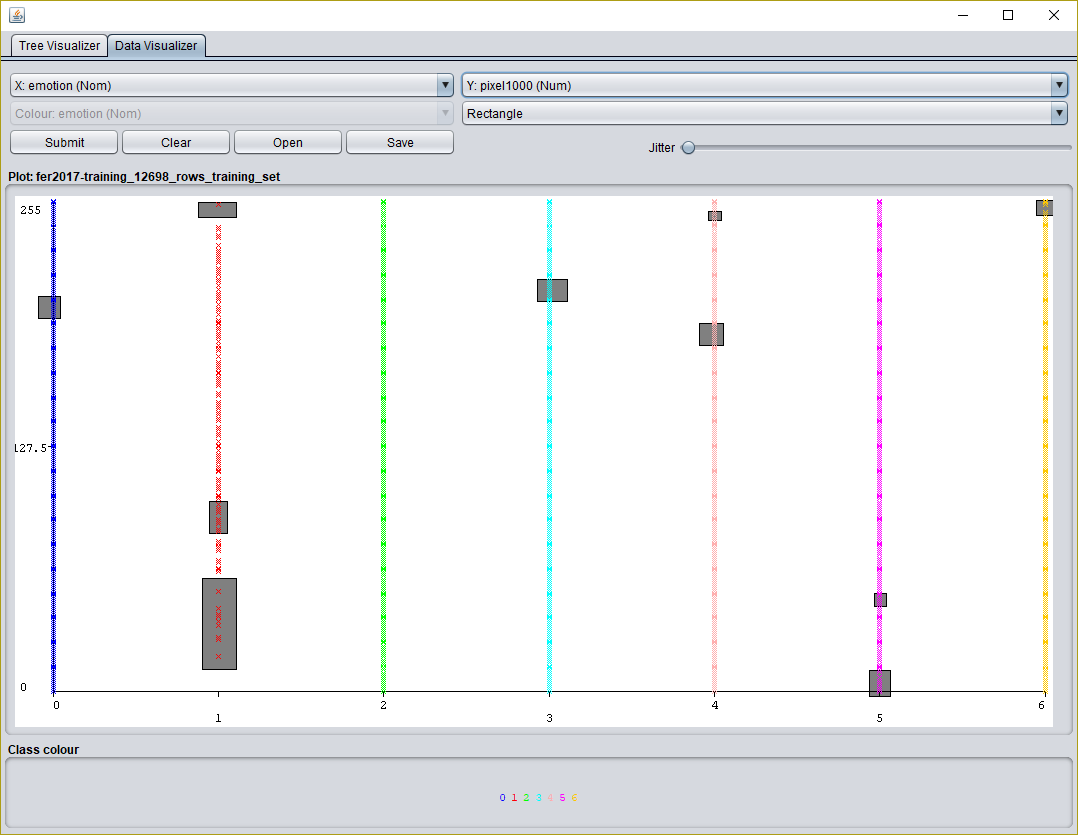 Tree Visualizer Data Visualizer
X: emotion (Nom) Y: pixel1000 (Num)
Colour: emotion (Nom) Rectangle
Submit Clear Open Save Jitter
Plot: fer2017-training_12698_rows_training_set
255
127.5
0
0 1 2 3 4 5 6
Class colour
0 1 2 3 4 5 6